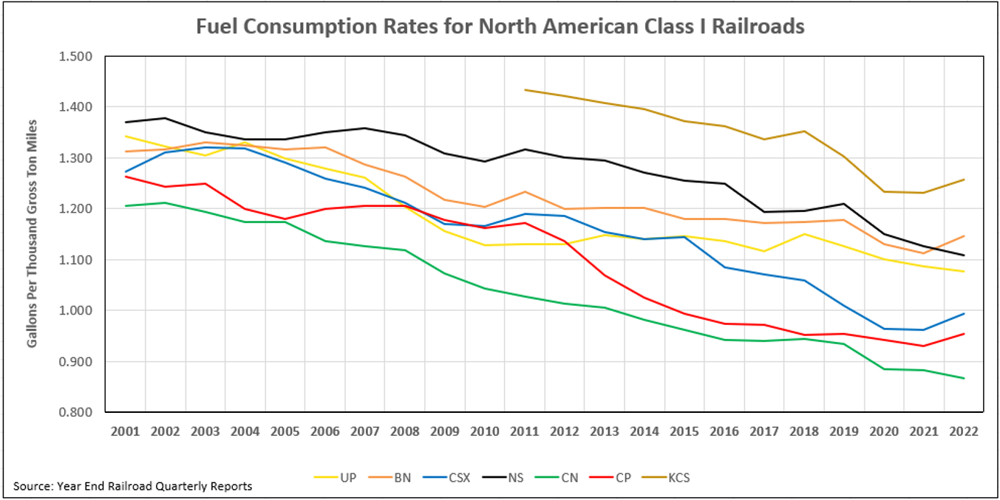 Fuel Consumption Rates for North American Class I Railroads
Gallons Per Thousand Gross Ton Miles
1.500
1.400
1.300
1.200
1.100
1.000
0.900
0.800
2001 2002 2003 2004 2005 2006 2007 2008 2009 2010 2011 2012 2013 2014 2015 2016 2017 2018 2019 2020 2021 2022
UP BN CSX NS CN CP KCS
Source: Year End Railroad Quarterly Reports